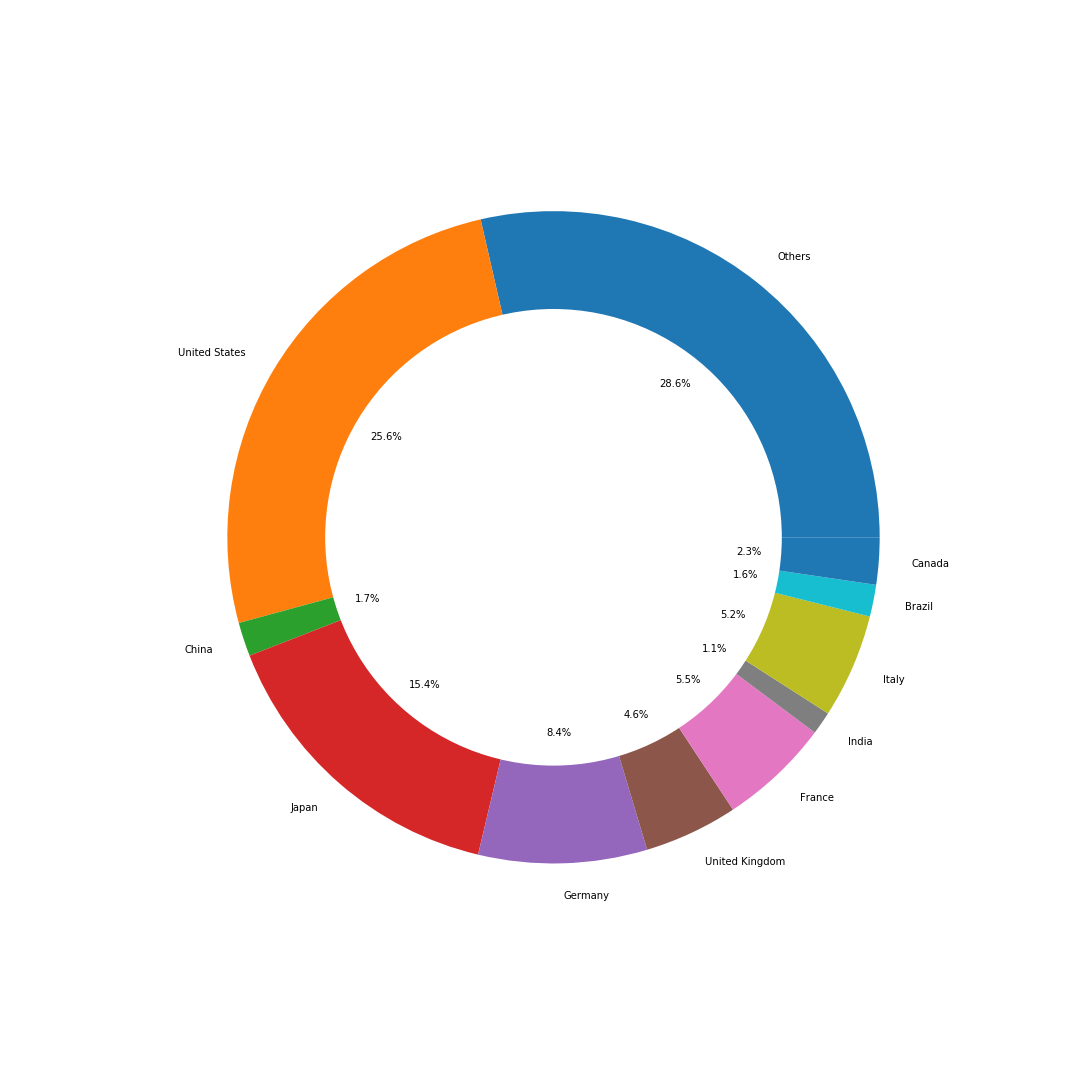 Others
28.6%
United States
25.6%
China
1.7%
Japan
15.4%
Germany
8.4%
United Kingdom
4.6%
France
5.5%
India
1.1%
Italy
5.2%
Brazil
1.6%
Canada
2.3%